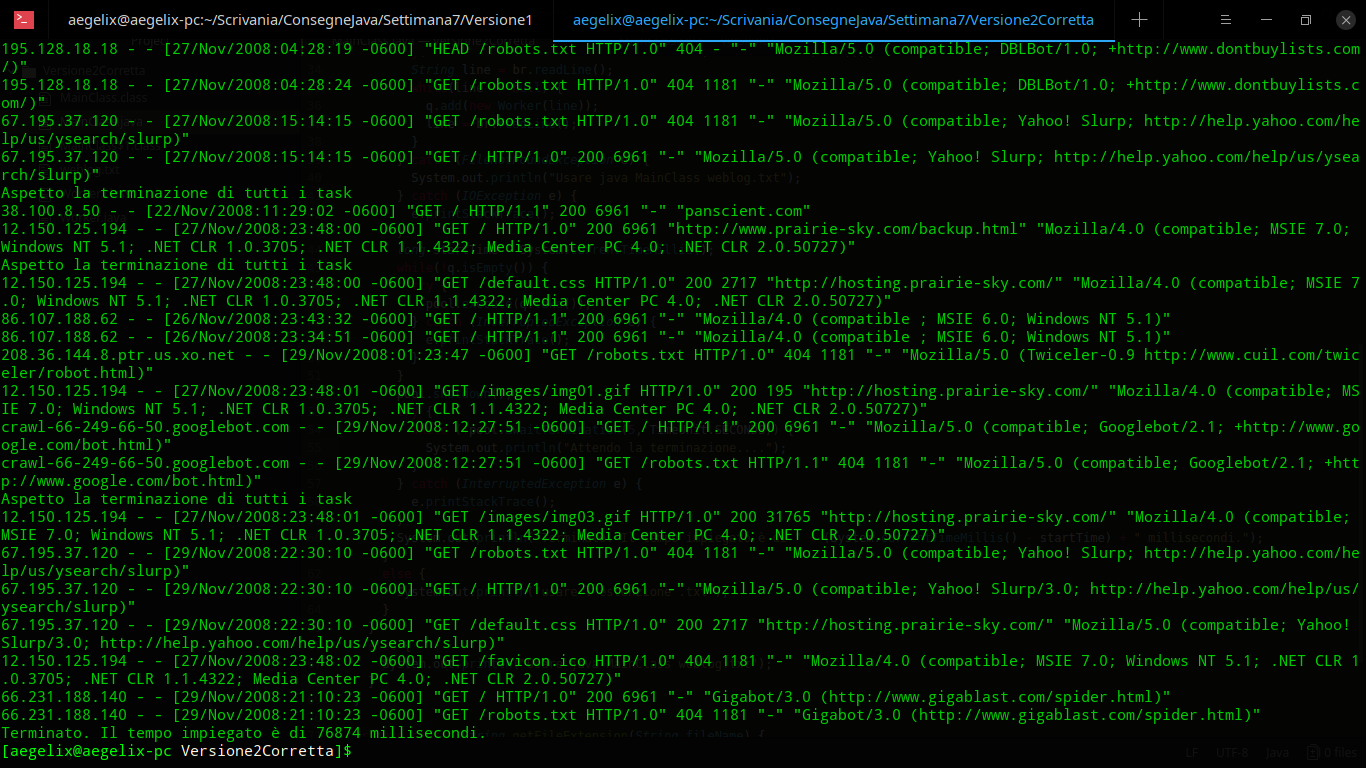 aegelix@aegelix-pc:~/Scrivania/ConsegneJava/Settimana7/Versione1
aegelix@aegelix-pc:~/Scrivania/ConsegneJava/Settimana7/Versione2Corretta
195.128.18.18 - - [27/Nov/2008:04:28:19 -0600] "HEAD /robots.txt HTTP/1.0" 404 - "-" "Mozilla/5.0 (compatible; DBLBot/1.0; +http://www.dontbuylists.com
/)"
195.128.18.18 - - [27/Nov/2008:04:28:24 -0600] "GET /robots.txt HTTP/1.0" 404 1181 "-" "Mozilla/5.0 (compatible; DBLBot/1.0; +http://www.dontbuylists.c
om/)"
67.195.37.120 - - [27/Nov/2008:15:14:15 -0600] "GET /robots.txt HTTP/1.0" 404 1181 "-" "Mozilla/5.0 (compatible; Yahoo! Slurp; http://help.yahoo.com/he
lp/us/ysearch/slurp)"
67.195.37.120 - - [27/Nov/2008:15:14:15 -0600] "GET / HTTP/1.0" 200 6961 "-" "Mozilla/5.0 (compatible; Yahoo! Slurp; http://help.yahoo.com/help/us/ysea
rch/slurp)"
Aspetto la terminazione di tutti i task
38.100.8.50 - - [22/Nov/2008:11:29:02 -0600] "GET / HTTP/1.1" 200 6961 "-" "panscient.com"
12.150.125.194 - - [27/Nov/2008:23:48:00 -0600] "GET / HTTP/1.0" 200 6961 "http://www.prairie-sky.com/backup.html" "Mozilla/4.0 (compatible; MSIE 7.0;
Windows NT 5.1; .NET CLR 1.0.3705; .NET CLR 1.1.4322; Media Center PC 4.0; .NET CLR 2.0.50727)"
Aspetto la terminazione di tutti i task
12.150.125.194 - - [27/Nov/2008:23:48:00 -0600] "GET /default.css HTTP/1.0" 200 2717 "http://hosting.prairie-sky.com/" "Mozilla/4.0 (compatible; MSIE 7
.0; Windows NT 5.1; .NET CLR 1.0.3705; .NET CLR 1.1.4322; Media Center PC 4.0; .NET CLR 2.0.50727)"
86.107.188.62 - - [26/Nov/2008:23:43:32 -0600] "GET / HTTP/1.1" 200 6961 "-" "Mozilla/4.0 (compatible ; MSIE 6.0; Windows NT 5.1)"
86.107.188.62 - - [26/Nov/2008:23:34:51 -0600] "GET / HTTP/1.1" 200 6961 "-" "Mozilla/4.0 (compatible ; MSIE 6.0; Windows NT 5.1)"
208.36.144.8.ptr.us.xo.net - - [29/Nov/2008:01:23:47 -0600] "GET /robots.txt HTTP/1.0" 404 1181 "-" "Mozilla/5.0 (Twiceler-0.9 http://www.cuil.com/twic
eler/robot.html)"
12.150.125.194 - - [27/Nov/2008:23:48:01 -0600] "GET /images/img01.gif HTTP/1.0" 200 195 "http://hosting.prairie-sky.com/" "Mozilla/4.0 (compatible; MS
IE 7.0; Windows NT 5.1; .NET CLR 1.0.3705; .NET CLR 1.1.4322; Media Center PC 4.0; .NET CLR 2.0.50727)"
crawl-66-249-66-50.googlebot.com - - [29/Nov/2008:12:27:51 -0600] "GET / HTTP/1.1" 200 6961 "-" "Mozilla/5.0 (compatible; Googlebot/2.1; +http://www.go
ogle.com/bot.html)"
crawl-66-249-66-50.googlebot.com - - [29/Nov/2008:12:27:51 -0600] "GET /robots.txt HTTP/1.1" 404 1181 "-" "Mozilla/5.0 (compatible; Googlebot/2.1; +htt
p://www.google.com/bot.html)"
Aspetto la terminazione di tutti i task
12.150.125.194 - - [27/Nov/2008:23:48:01 -0600] "GET /images/img03.gif HTTP/1.0" 200 31765 "http://hosting.prairie-sky.com/" "Mozilla/4.0 (compatible;
MSIE 7.0; Windows NT 5.1; .NET CLR 1.0.3705; .NET CLR 1.1.4322; Media Center PC 4.0; .NET CLR 2.0.50727)"
67.195.37.120 - - [29/Nov/2008:22:30:10 -0600] "GET /robots.txt HTTP/1.0" 404 1181 "-" "Mozilla/5.0 (compatible; Yahoo! Slurp; http://help.yahoo.com/he
lp/us/ysearch/slurp)"
67.195.37.120 - - [29/Nov/2008:22:30:10 -0600] "GET / HTTP/1.0" 200 6961 "-" "Mozilla/5.0 (compatible; Yahoo! Slurp/3.0; http://help.yahoo.com/help/us/
ysearch/slurp)"
67.195.37.120 - - [29/Nov/2008:22:30:10 -0600] "GET /default.css HTTP/1.0" 200 2717 "http://hosting.prairie-sky.com/" "Mozilla/5.0 (compatible; Yahoo!
Slurp/3.0; http://help.yahoo.com/help/us/ysearch/slurp)"
12.150.125.194 - - [27/Nov/2008:23:48:02 -0600] "GET /favicon.ico HTTP/1.0" 404 1181 "-" "Mozilla/4.0 (compatible; MSIE 7.0; Windows NT 5.1; .NET CLR 1
.0.3705; .NET CLR 1.1.4322; Media Center PC 4.0; .NET CLR 2.0.50727)"
66.231.188.140 - - [29/Nov/2008:21:10:23 -0600] "GET / HTTP/1.0" 200 6961 "-" "Gigabot/3.0 (http://www.gigablast.com/spider.html)"
66.231.188.140 - - [29/Nov/2008:21:10:23 -0600] "GET /robots.txt HTTP/1.0" 404 1181 "-" "Gigabot/3.0 (http://www.gigablast.com/spider.html)"
Terminato. Il tempo impiegato è di 76874 millisecondi.
[aegelix@aegelix-pc Versione2Corretta]$
LF UTF-8 Java 0 files